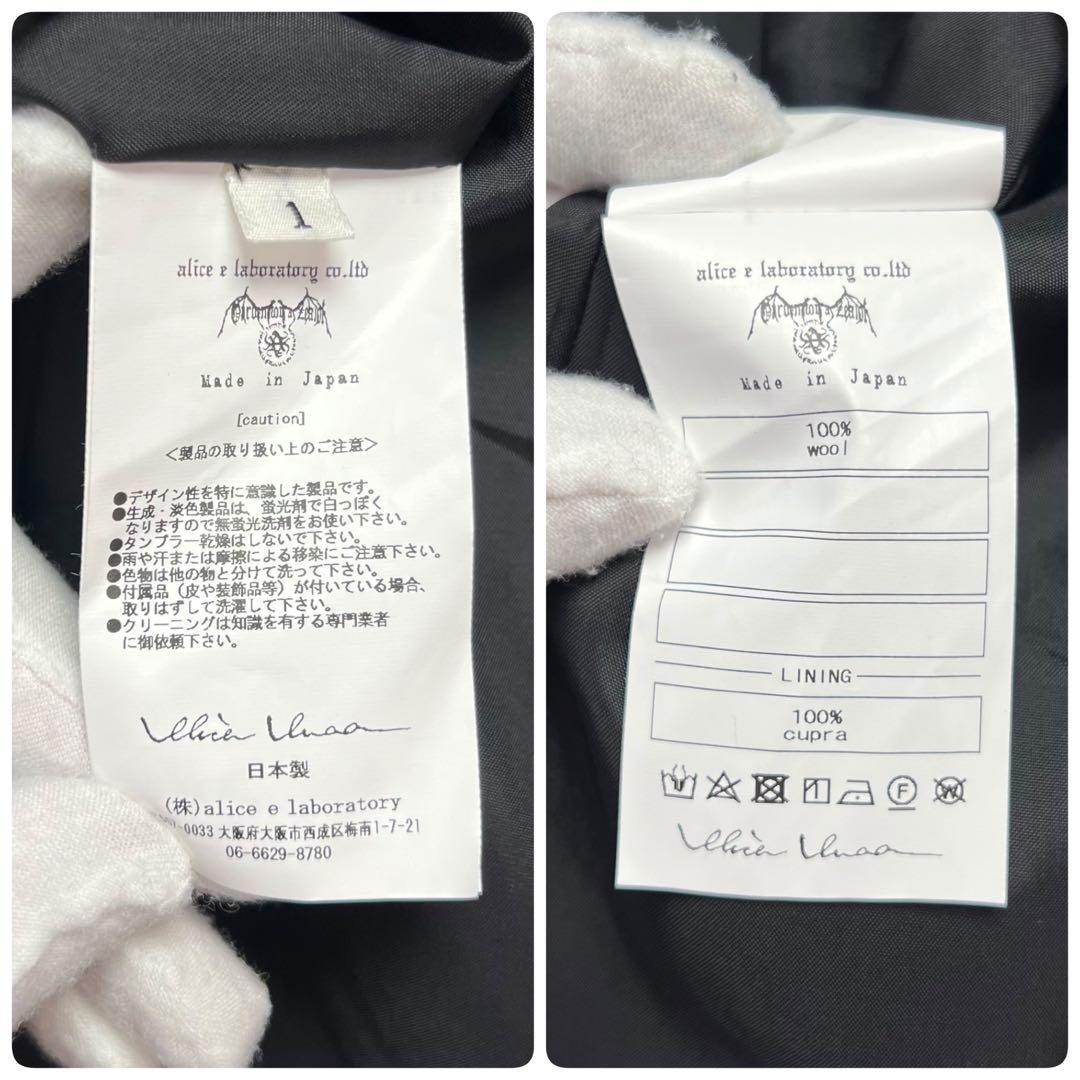 1
alice e laboratory co.ltd
Made in Japan
[caution]
<製品の取り扱い上のご注意>
●デザイン性を特に意識した製品です。
●生成・淡色製品は、蛍光剤で白っぽく
なりますので無蛍光洗剤をお使い下さい。
●タンブラー乾燥はしないで下さい。
●雨や汗または摩擦による移染にご注意下さい。
●色物は他の物と分けて洗って下さい。
●付属品（皮や装飾品等）が付いている場合、
取りはずして洗濯して下さい。
●クリーニングは知識を有する専門業者
に御依頼下さい。
日本製
(株)alice e laboratory
0033 大阪府大阪市西成区梅南1-7-21
06-6629-8780
alice e laboratory co.ltd
Made in Japan
100%
wool
LINING
100%
cupra
F
W